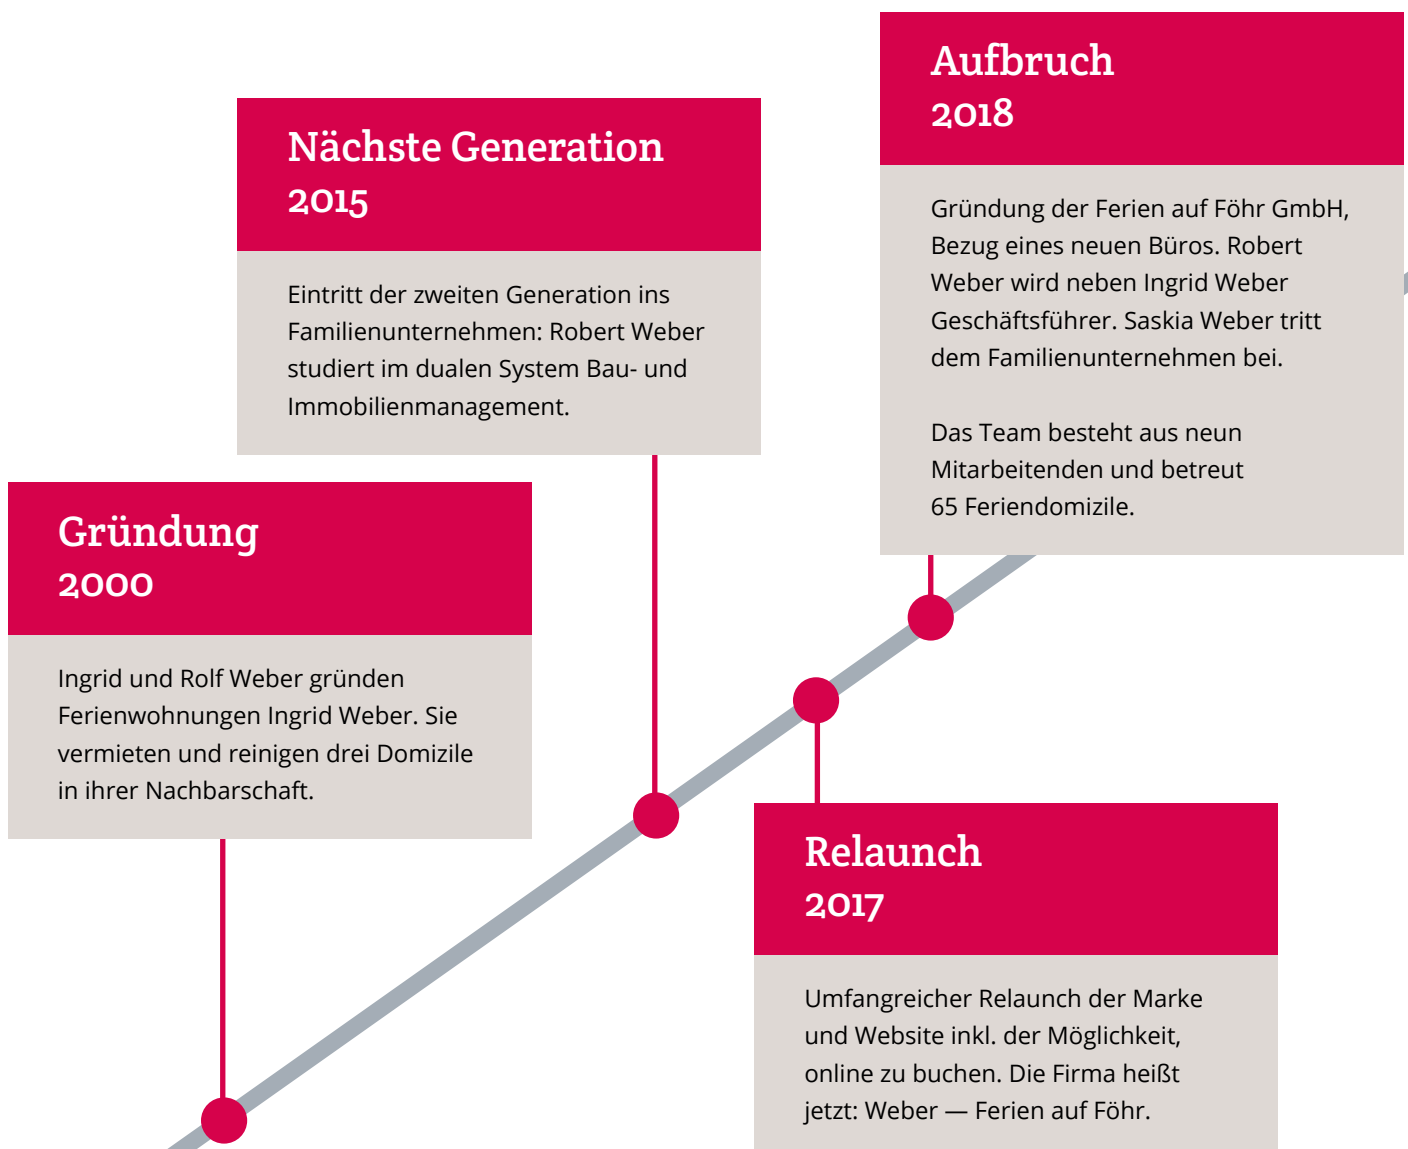 Aufbruch
2018
Gründung der Ferien auf Föhr GmbH,
Bezug eines neuen Büros. Robert
Weber wird neben Ingrid Weber
Geschäftsführer. Saskia Weber tritt
dem Familienunternehmen bei.
Das Team besteht aus neun
Mitarbeitenden und betreut
65 Feriendomizile.
Nächste Generation
2015
Eintritt der zweiten Generation ins
Familienunternehmen: Robert Weber
studiert im dualen System Bau- und
Immobilienmanagement.
Gründung
2000
Ingrid und Rolf Weber gründen
Ferienwohnungen Ingrid Weber. Sie
vermieten und reinigen drei Domizile
in ihrer Nachbarschaft.
Relaunch
2017
Umfangreicher Relaunch der Marke
und Website inkl. der Möglichkeit,
online zu buchen. Die Firma heißt
jetzt: Weber — Ferien auf Föhr.